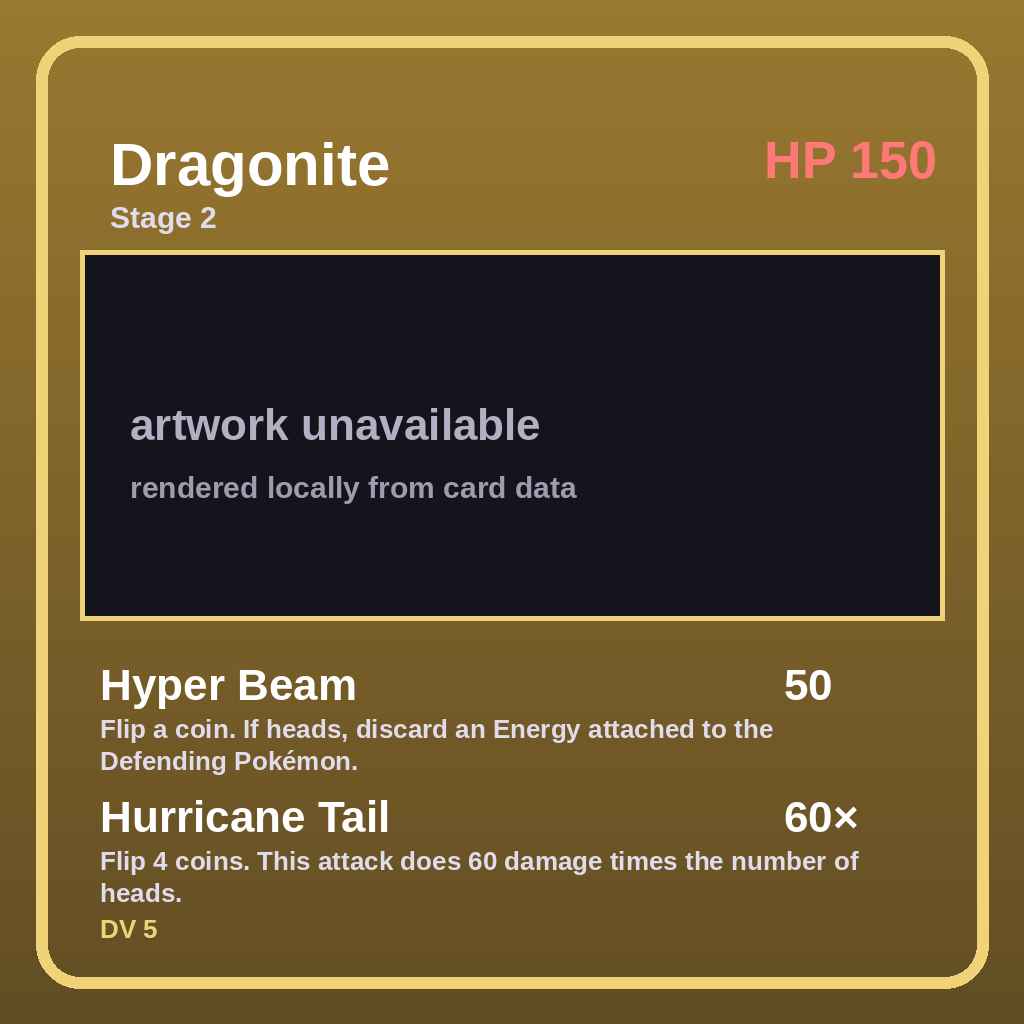 Dragonite
HP 150
Stage 2
artwork unavailable
rendered locally from card data
Hyper Beam
50
Flip a coin. If heads, discard an Energy attached to the
Defending Pokémon.
Hurricane Tail
60×
Flip 4 coins. This attack does 60 damage times the number of
heads.
DV 5